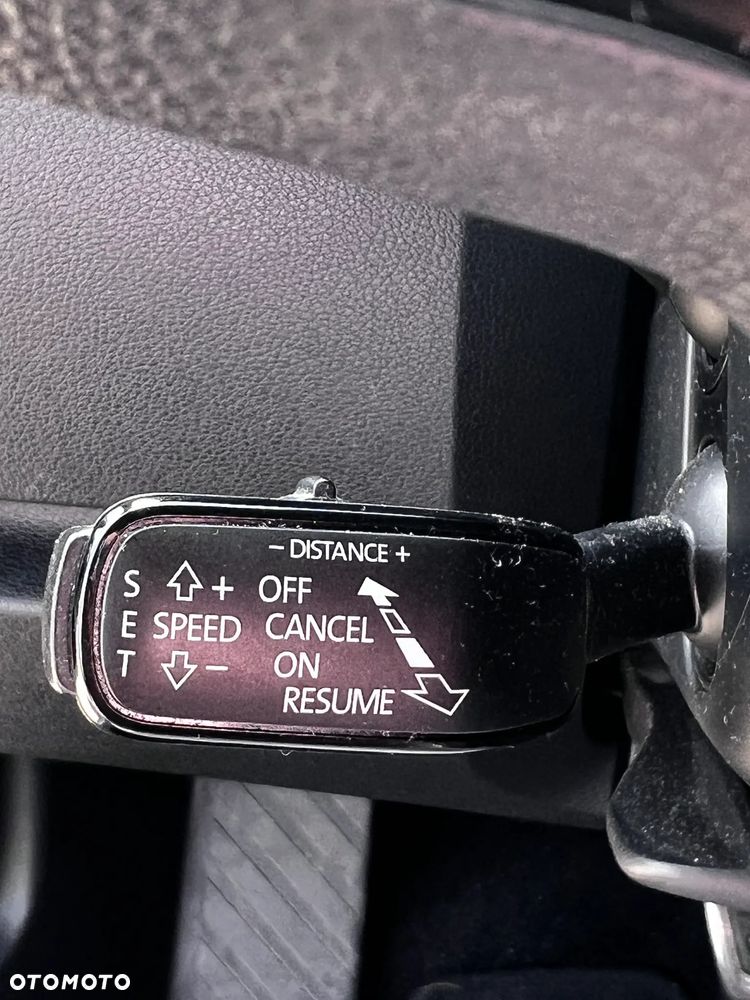 − DISTANCE +
S + OFF
E SPEED CANCEL
T − ON
RESUME
OTOMOTO